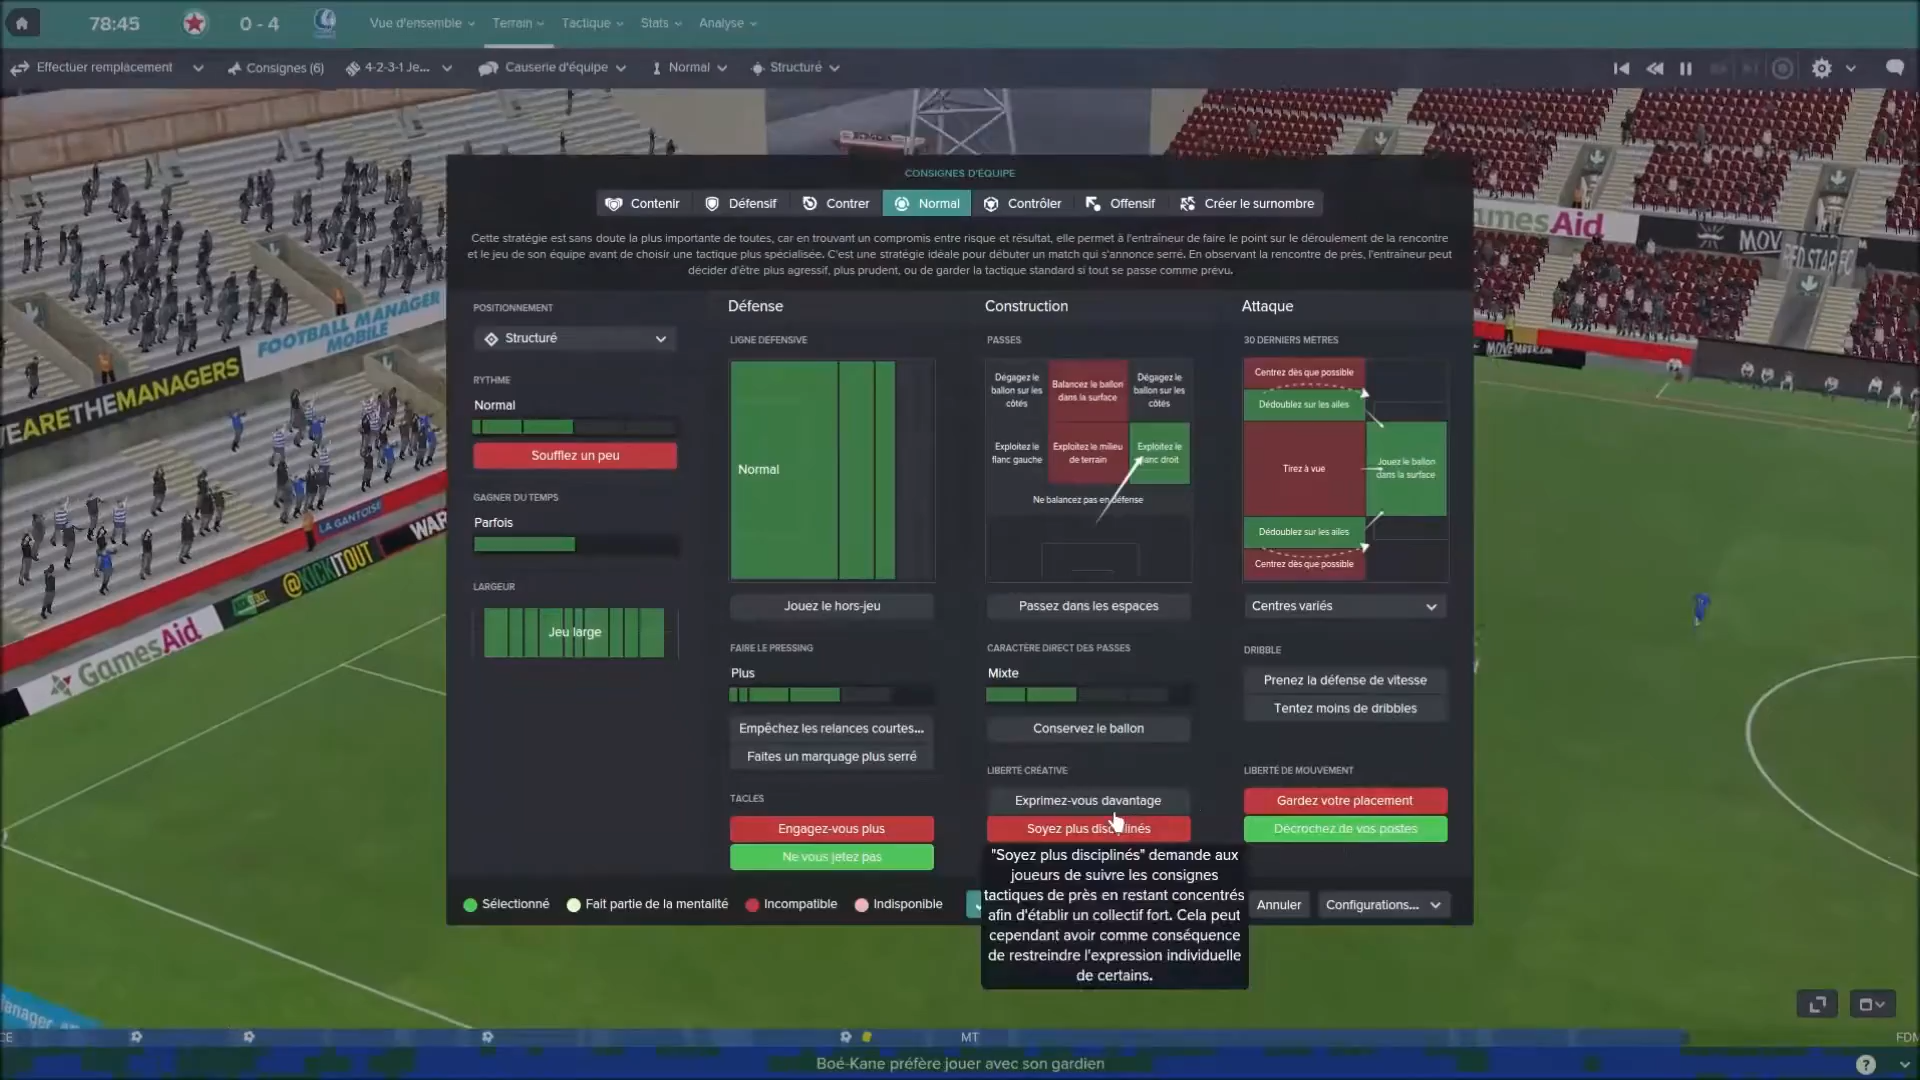 78:45
0 - 4
Vue d'ensemble
Terrain
Tactique
Stats
Analyse
Effectuer remplacement
Consignes (6)
4-2-3-1 Je...
Causerie d'équipe
Normal
Structuré
CONSIGNES D'ÉQUIPE
Contenir
Défensif
Contrer
Normal
Contrôler
Offensif
Créer le surnombre
Cette stratégie est sans doute la plus importante de toutes, car en trouvant un compromis entre risque et résultat, elle permet à l'entraîneur de faire le point sur le déroulement de la rencontre
et le jeu de son équipe avant de choisir une tactique plus spécialisée. C'est une stratégie idéale pour débuter un match qui s'annonce serré. En observant la rencontre de près, l'entraîneur peut
décider d'être plus agressif, plus prudent, ou de garder la tactique standard si tout se passe comme prévu.
POSITIONNEMENT
Structuré
RYTHME
Normal
Soufflez un peu
GAGNER DU TEMPS
Parfois
LARGEUR
Jeu large
Défense
LIGNE DÉFENSIVE
Normal
Jouez le hors-jeu
FAIRE LE PRESSING
Plus
Empêchez les relances courtes...
Faites un marquage plus serré
TACLES
Engagez-vous plus
Ne vous jetez pas
Construction
PASSES
Dégagez le
ballon sur les
côtés
Balancez le ballon
dans la surface
Dégagez le
ballon sur les
côtés
Exploitez le
flanc gauche
Exploitez le milieu
de terrain
Exploitez le
flanc droit
Ne balancez pas en défense
Passez dans les espaces
CARACTÈRE DIRECT DES PASSES
Mixte
Conservez le ballon
LIBERTÉ CRÉATIVE
Exprimez-vous davantage
Soyez plus disciplinés
"Soyez plus disciplinés" demande aux
joueurs de suivre les consignes
tactiques de près en restant concentrés
afin d'établir un collectif fort. Cela peut
cependant avoir comme conséquence
de restreindre l'expression individuelle
de certains.
Attaque
30 DERNIERS MÈTRES
Centrez dès que possible
Dédoublez sur les ailes
Tirez à vue
Jouez le ballon
dans la surface
Dédoublez sur les ailes
Centrez dès que possible
Centres variés
DRIBBLE
Prenez la défense de vitesse
Tentez moins de dribbles
LIBERTÉ DE MOUVEMENT
Gardez votre placement
Décrochez de vos postes
Sélectionné
Fait partie de la mentalité
Incompatible
Indisponible
Annuler
Configurations...
FOOTBALL MANAGER
MOBILE
WEARETHEMANAGERS
LA GANTOISE
@KICKITOUT
WAR
GamesAid
GamesAid
MOV
RED STAR FC
MOVEMBER.COM
MT
Boé-Kane préfère jouer avec son gardien